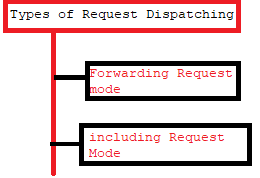 Types of Request Dispatching
Forwarding Request
mode
including Request
Mode